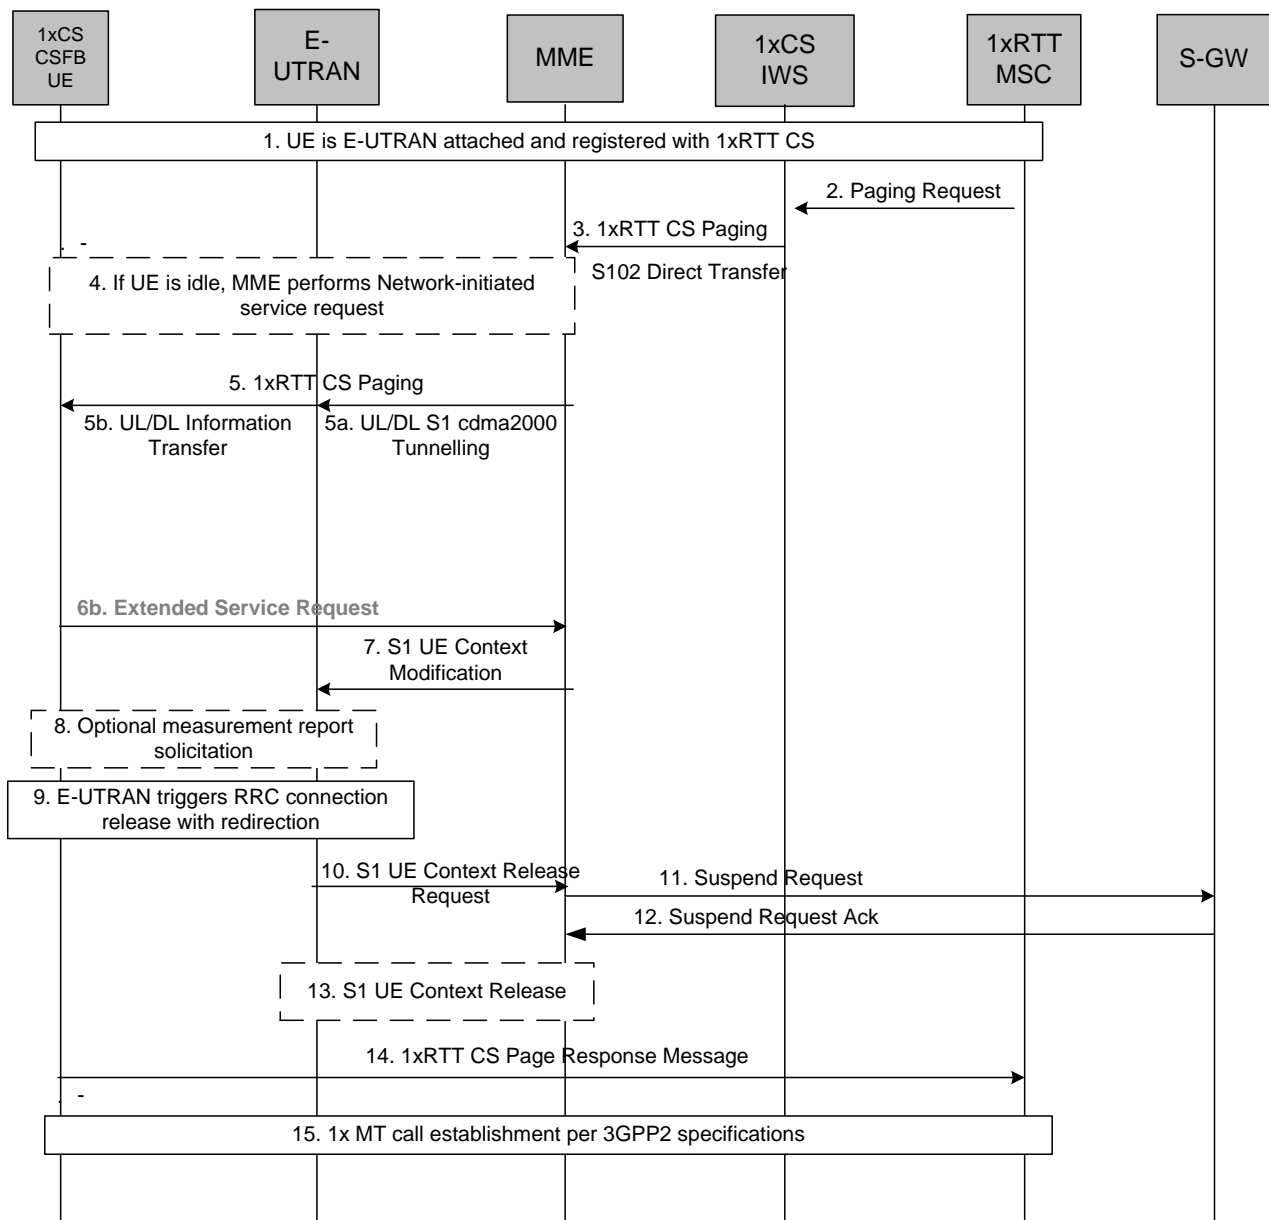 1xCS
CSFB
UE
E-
UTRAN
MME
1xCS
IWS
1xRTT
MSC
S-GW
1. UE is E-UTRAN attached and registered with 1xRTT CS
2. Paging Request
3. 1xRTT CS Paging
. -
S102 Direct Transfer
4. If UE is idle, MME performs Network-initiated
service request
5. 1xRTT CS Paging
5b. UL/DL Information
Transfer
5a. UL/DL S1 cdma2000
Tunnelling
6b. Extended Service Request
7. S1 UE Context
Modification
8. Optional measurement report
solicitation
9. E-UTRAN triggers RRC connection
release with redirection
10. S1 UE Context Release
Request
11. Suspend Request
12. Suspend Request Ack
13. S1 UE Context Release
14. 1xRTT CS Page Response Message
. -
15. 1x MT call establishment per 3GPP2 specifications